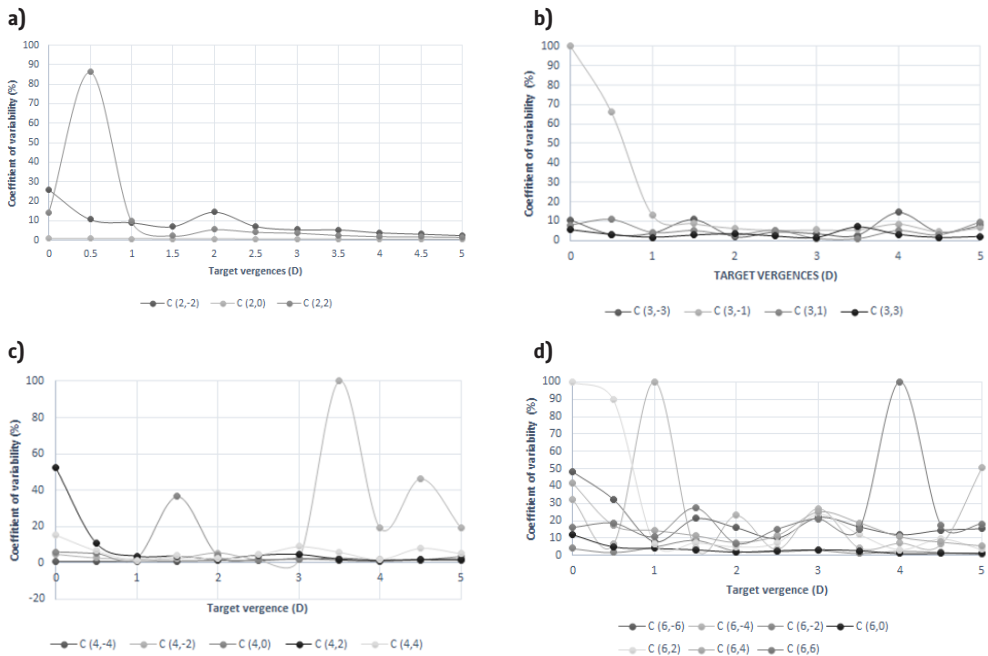 a)
Coeffitient of variability (%)
100
90
80
70
60
50
40
30
20
10
0
0 0.5 1 1.5 2 2.5 3 3.5 4 4.5 5
Target vergences (D)
C (2,-2) C (2,0) C (2,2)
b)
Coeffitient of variability (%)
100
90
80
70
60
50
40
30
20
10
0
0 1 2 3 4 5
TARGET VERGENCES (D)
C (3,-3) C (3,-1) C (3,1) C (3,3)
c)
Coeffitient of variability (%)
100
80
60
40
20
0
-20
0 1 2 3 4 5
Target vergence (D)
C (4,-4) C (4,-2) C (4,0) C (4,2) C (4,4)
d)
Coeffitient of variability (%)
100
90
80
70
60
50
40
30
20
10
0
0 1 2 3 4 5
Target vergence (D)
C (6,-6) C (6,-4) C (6,-2) C (6,0)
C (6,2) C (6,4) C (6,6)